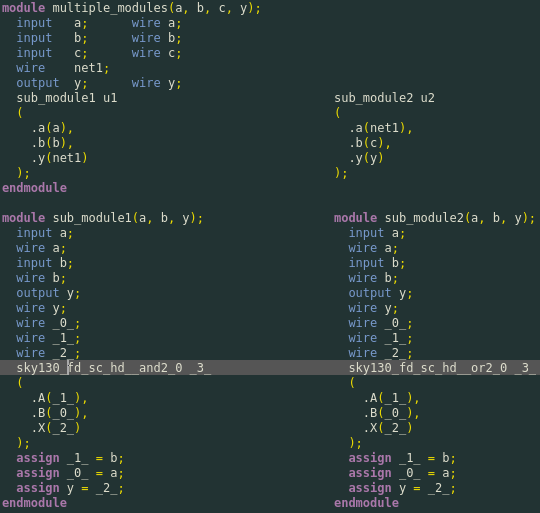 module multiple_modules(a, b, c, y);
  input   a;      wire a;
  input   b;      wire b;
  input   c;      wire c;
  wire    net1;
  output  y;      wire y;
  sub_module1 u1                              sub_module2 u2
  (                                           (
    .a(a),                                      .a(net1),
    .b(b),                                      .b(c),
    .y(net1)                                    .y(y)
  );                                          );
endmodule

module sub_module1(a, b, y);                  module sub_module2(a, b, y);
  input a;                                      input a;
  wire a;                                       wire a;
  input b;                                      input b;
  wire b;                                       wire b;
  output y;                                     output y;
  wire y;                                       wire y;
  wire _0_;                                     wire _0_;
  wire _1_;                                     wire _1_;
  wire _2_;                                     wire _2_;
  sky130_fd_sc_hd__and2_0 _3_                   sky130_fd_sc_hd__or2_0 _3_
  (                                             (
    .A(_1_),                                      .A(_1_),
    .B(_0_),                                      .B(_0_),
    .X(_2_)                                       .X(_2_)
  );                                            );
  assign _1_ = b;                               assign _1_ = b;
  assign _0_ = a;                               assign _0_ = a;
  assign y = _2_;                               assign y = _2_;
endmodule                                     endmodule